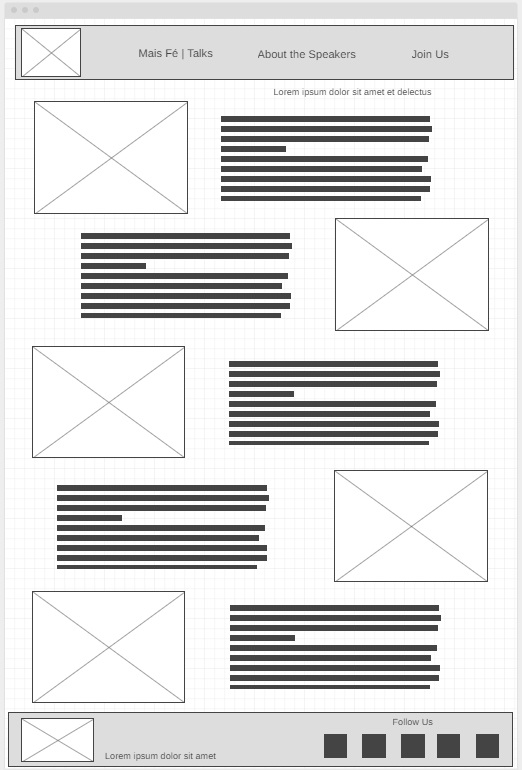 Mais Fé | Talks
About the Speakers
Join Us
Lorem ipsum dolor sit amet et delectus
Follow Us
Lorem ipsum dolor sit amet